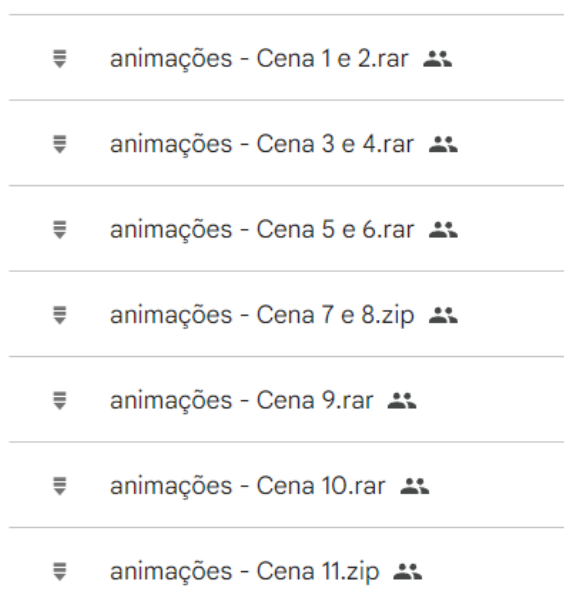 animações - Cena 1 e 2.rar
animações - Cena 3 e 4.rar
animações - Cena 5 e 6.rar
animações - Cena 7 e 8.zip
animações - Cena 9.rar
animações - Cena 10.rar
animações - Cena 11.zip